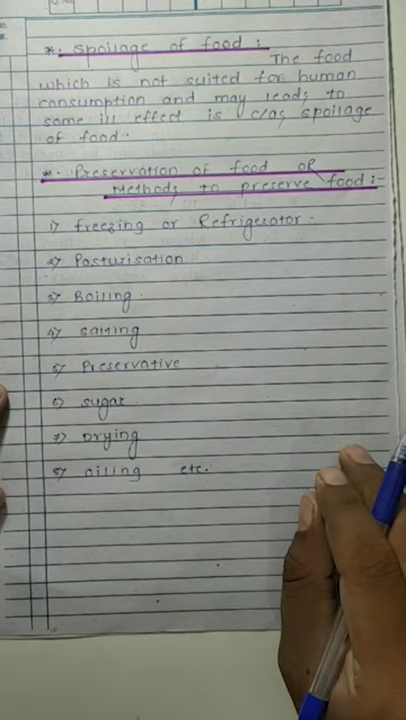 *. Spoilage of food :
The food
which is not suited for human
consumption and may leads to
some ill effect is c/as spoilage
of food.
*. Preservation of food OR
Methods to preserve food :-
1) freezing or Refrigerator -
2) Pasturisation
3) Boiling.
4) salting
5) Preservative
6) sugar
7) Drying
8) oiling etc.